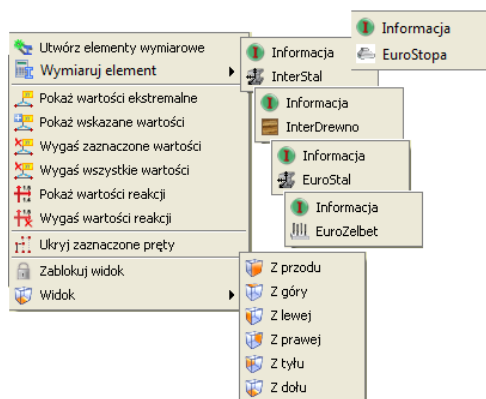 Utwórz elementy wymiarowe
Wymiaruj element
Pokaż wartości ekstremalne
Pokaż wskazane wartości
Wygaś zaznaczone wartości
Wygaś wszystkie wartości
Pokaż wartości reakcji
Wygaś wartości reakcji
Ukryj zaznaczone pręty
Zablokuj widok
Widok
Informacja
InterStal
Informacja
EuroStopa
Informacja
InterDrewno
Informacja
EuroStal
Informacja
EuroZelbet
Z przodu
Z góry
Z lewej
Z prawej
Z tyłu
Z dołu